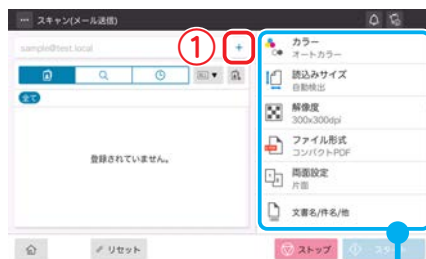 スキャン(メール送信)
sample@test.local
+
①
全て
登録されていません。
カラー
オートカラー
読込みサイズ
自動検出
解像度
300x300dpi
ファイル形式
コンパクトPDF
両面設定
片面
文書名/件名/他
リセット
ストップ